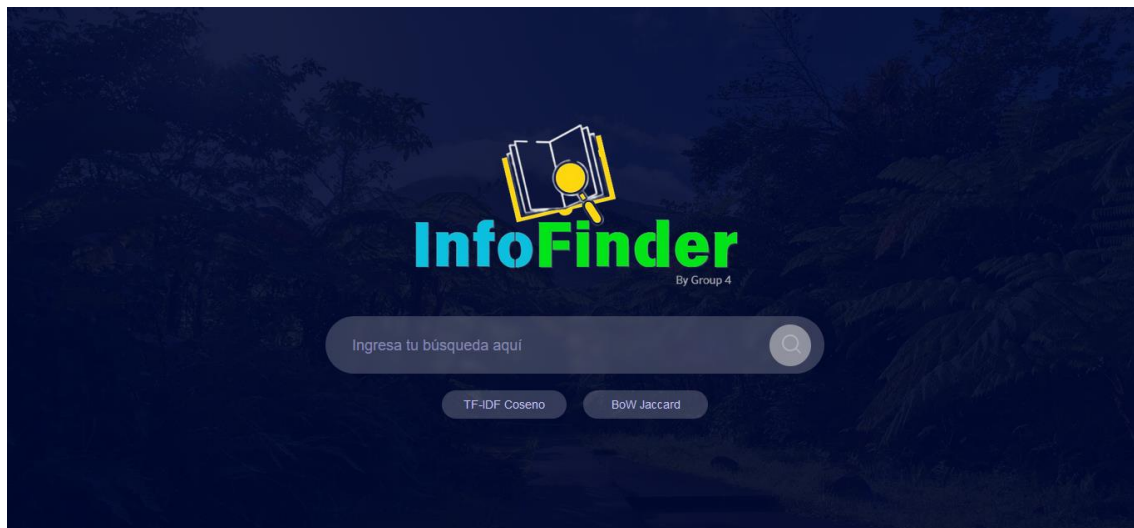 InfoFinder
By Group 4
Ingresa tu búsqueda aquí
TF-IDF Coseno
BoW Jaccard